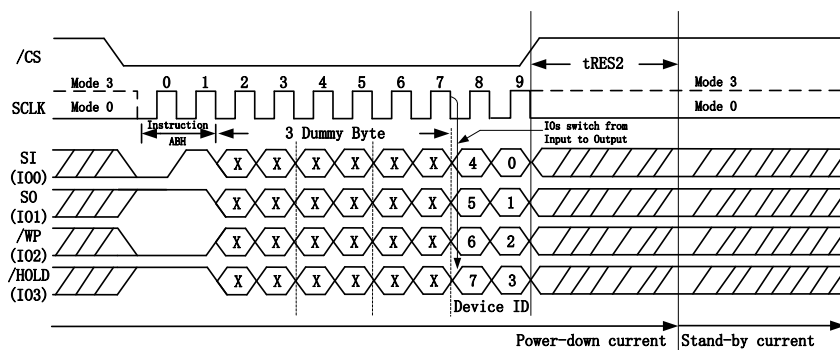 /CS
tRES2
Mode 3 0 1 2 3 4 5 6 7 8 9 Mode 3
SCLK Mode 0 Mode 0
Instruction
ABH
3 Dummy Byte
IOs switch from
Input to Output
SI
(IO0)
X X X X X X 4 0
SO
(IO1)
X X X X X X 5 1
/WP
(IO2)
X X X X X X 6 2
/HOLD
(IO3)
X X X X X X 7 3
Device ID
Power-down current Stand-by current